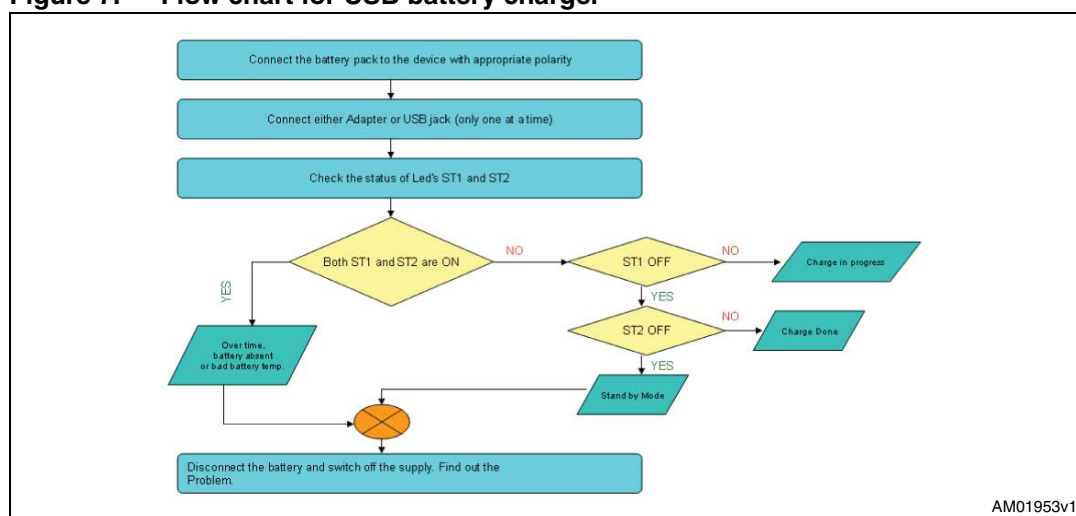 Figure 7. Flow chart for USB battery charger
Connect the battery pack to the device with appropriate polarity
Connect either Adapter or USB jack (only one at a time)
Check the status of Led's ST1 and ST2
Both ST1 and ST2 are ON
NO
ST1 OFF
NO
Charge in progress
YES
YES
ST2 OFF
NO
Charge Done
Over time,
battery absent
or bad battery temp.
YES
Stand by Mode
Disconnect the battery and switch off the supply. Find out the
Problem.
AM01953v1